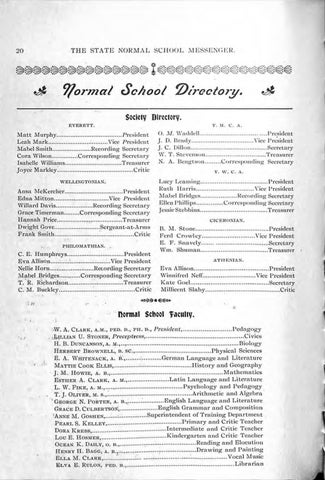 20 THE STATE NORMAL SCHOOL MESSENGER.
Normal School Directory.
Society Directory.
EVERETT.
Matt Murphy President
Leah Mark Vice President
Mabel Smith Recording Secretary
Cora Wilson Corresponding Secretary
Isabelle Williams Treasurer
Joyce Markley Critic
WELLINGTONIAN.
Anna McKercher President
Edna Mitton Vice President
Willard Davis Recording Secretary
Grace Timerman Corresponding Secretary
Hannah Price Treasurer
Dwight Gove Sergeant-at-Arms
Frank Smith Critic
PHILOMATHIAN.
C. E. Humphreys President
Eva Allison Vice President
Nellie Horn Recording Secretary
Mabel Bridges Corresponding Secretary
T. R. Richardson Treasurer
C. M. Buckley Critic
Y. M. C. A.
O. M. Waddell President
J. D. Brody Vice President
J. C. Dillon Secretary
W. T. Stevenson Treasurer
N. A. Bengtson Corresponding Secretary
Y. W. C. A.
Lucy Leaming President
Ruth Harris Vice President
Mabel Bridges Recording Secretary
Ellen Phillips Corresponding Secretary
Jessie Stebbins Treasurer
CICERONIAN.
B. M. Stone President
Ferd Crowley Vice President
E. F. Snavely Secretary
Wm. Shuman Treasurer
ATHENIAN.
Eva Allison President
Winnifred Neff Vice President
Kate Goel Secretary
Millicent Slaby Critic
Normal School Faculty.
W. A. CLARK, A.M., PED. D., PH. D., President, Pedagogy
LILLIAN U. STONER, Preceptress, Civics
H. B. DUNCANSON, A. M., Biology
HERBERT BROWNELL, B. SC., Physical Sciences
E. A. WHITENACK, A. B., German Language and Literature
MATTIE COOK ELLIS, History and Geography
J. M. HOWIE, A. B., Mathematics
ESTHER A. CLARK, A. M., Latin Language and Literature
L. W. FIKE, A. M., Psychology and Pedagogy
T. J. OLIVER, M. S., Arithmetic and Algebra
GEORGE N. PORTER, A. B., English Language and Literature
GRACE D. CULBERTSON, English Grammar and Composition
ANNE M. GOSHEN, Superintendent of Training Department
PEARL S. KELLEY, Primary and Critic Teacher
DORA KRESS, Intermediate and Critic Teacher
LOU E. HOSMER, Kindergarten and Critic Teacher
OCEAN K. DAILY, O. B., Reading and Elocution
HENRY H. BAGG, A. B., Drawing and Painting
ELLA M. CLARK, Vocal Music
ELVA E. RULON, PED. B., Librarian